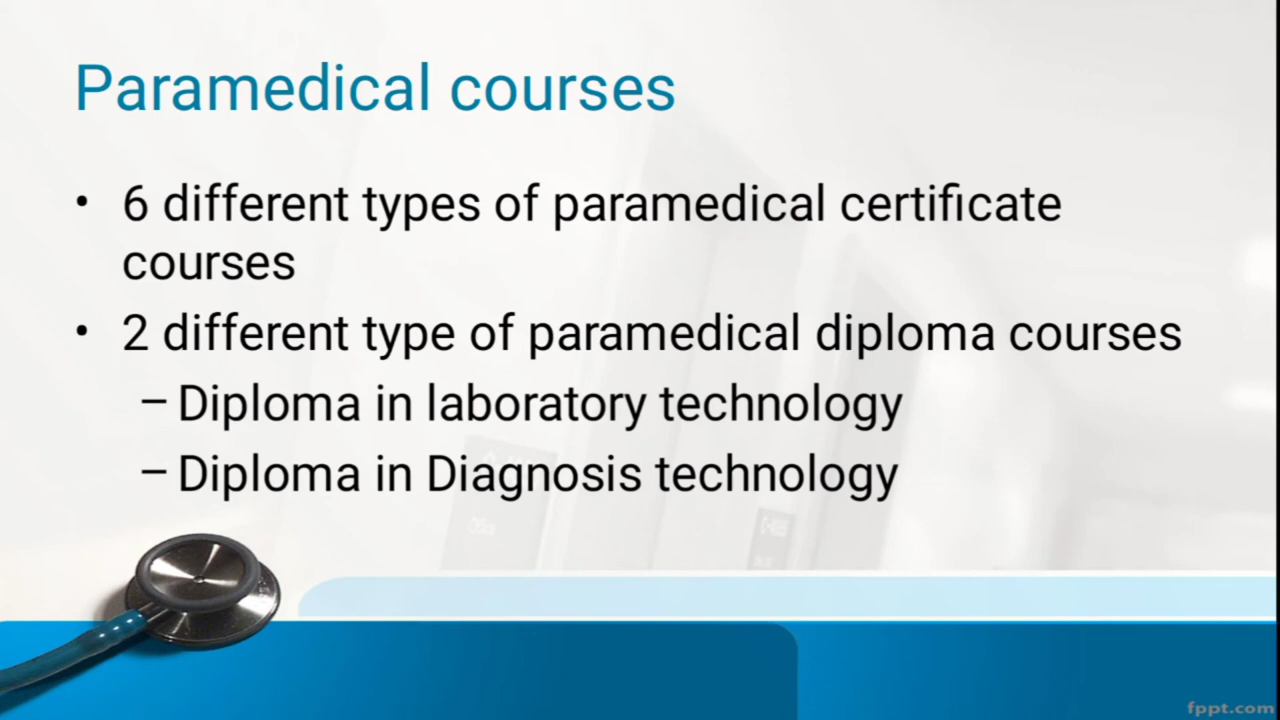 Paramedical courses
• 6 different types of paramedical certificate
courses
• 2 different type of paramedical diploma courses
– Diploma in laboratory technology
– Diploma in Diagnosis technology
fppt.com